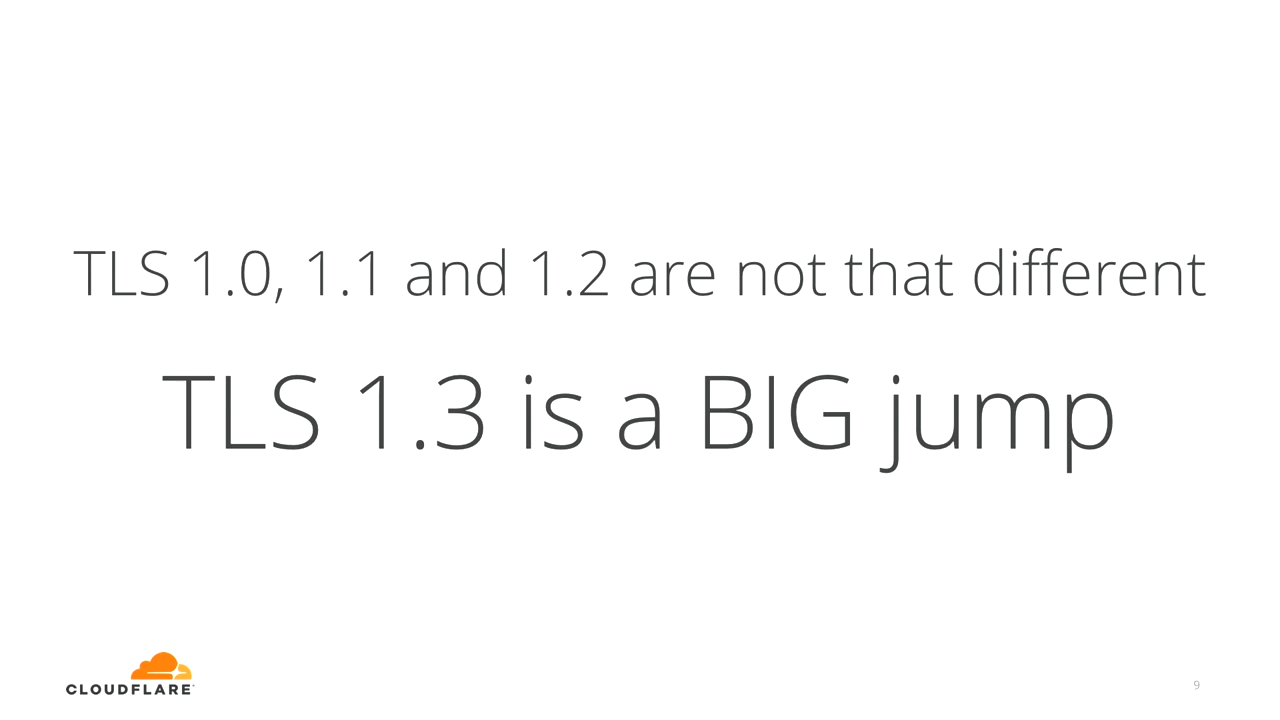 TLS 1.0, 1.1 and 1.2 are not that different
TLS 1.3 is a BIG jump
CLOUDFLARE
9